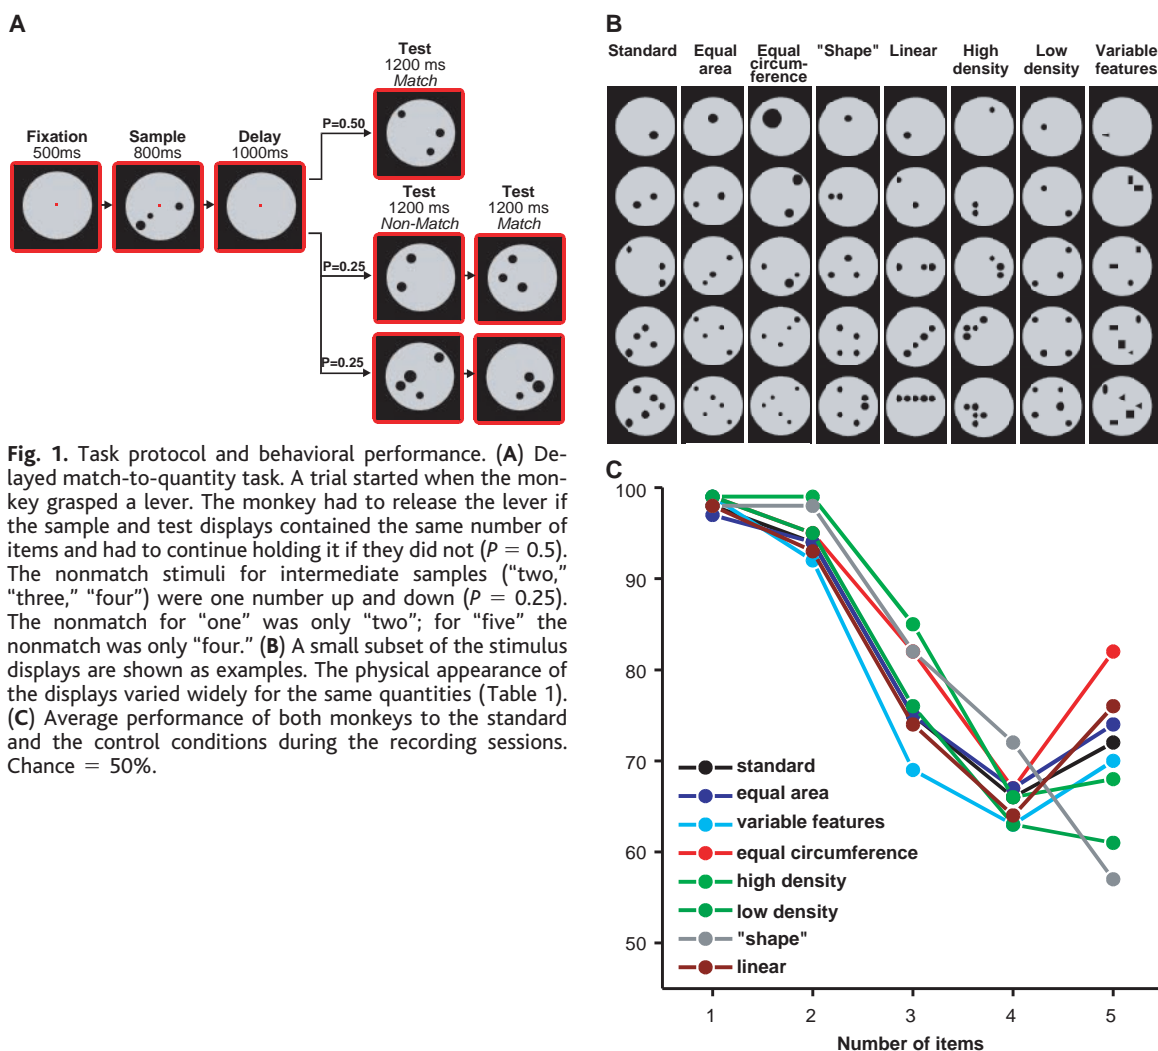 A
Fixation
500ms
Sample
800ms
Delay
1000ms
P=0.50
Test
1200 ms
Match
P=0.25
Test
1200 ms
Non-Match
Test
1200 ms
Match
P=0.25
Fig. 1. Task protocol and behavioral performance. (A) De-
layed match-to-quantity task. A trial started when the mon-
key grasped a lever. The monkey had to release the lever if
the sample and test displays contained the same number of
items and had to continue holding it if they did not (P = 0.5).
The nonmatch stimuli for intermediate samples (“two,”
“three,” “four”) were one number up and down (P = 0.25).
The nonmatch for “one” was only “two”; for “five” the
nonmatch was only “four.” (B) A small subset of the stimulus
displays are shown as examples. The physical appearance of
the displays varied widely for the same quantities (Table 1).
(C) Average performance of both monkeys to the standard
and the control conditions during the recording sessions.
Chance = 50%.
B
Standard
Equal
area
Equal
circum-
ference
"Shape"
Linear
High
density
Low
density
Variable
features
C
100
90
80
70
60
50
standard
equal area
variable features
equal circumference
high density
low density
"shape"
linear
1 2 3 4 5
Number of items